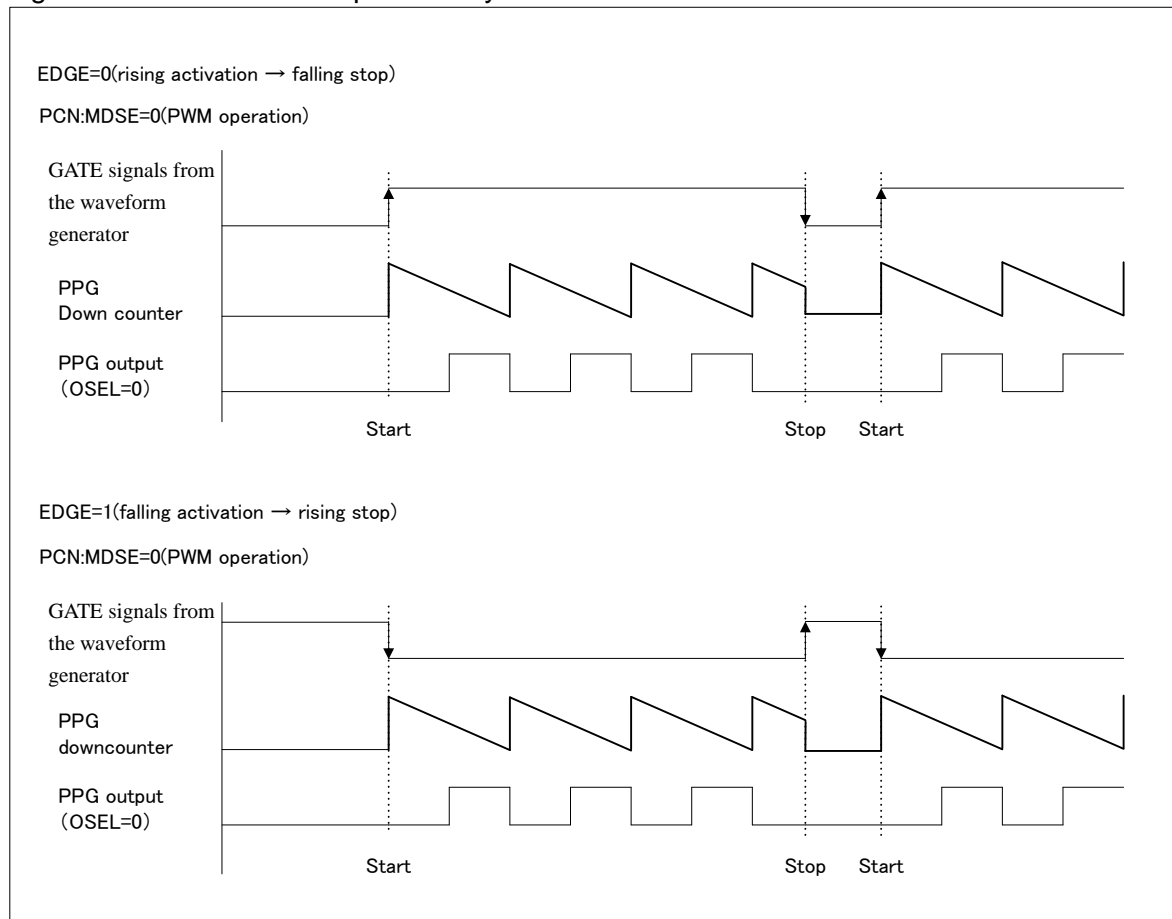 EDGE=0(rising activation → falling stop)
PCN:MDSE=0(PWM operation)
GATE signals from
the waveform
generator
PPG
Down counter
PPG output
(OSEL=0)
Start
Stop
Start
EDGE=1(falling activation → rising stop)
PCN:MDSE=0(PWM operation)
GATE signals from
the waveform
generator
PPG
downcounter
PPG output
(OSEL=0)
Start
Stop
Start